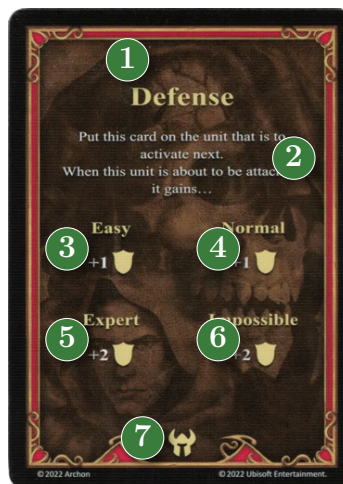 1
Defense
Put this card on the unit that is to
activate next.
2
When this unit is about to be attac
it gains...
Easy
Normal
3
+1
4
+1
Expert
Impossible
5
+2
6
+2
7
© 2022 Archon
© 2022 Ubisoft Entertainment.